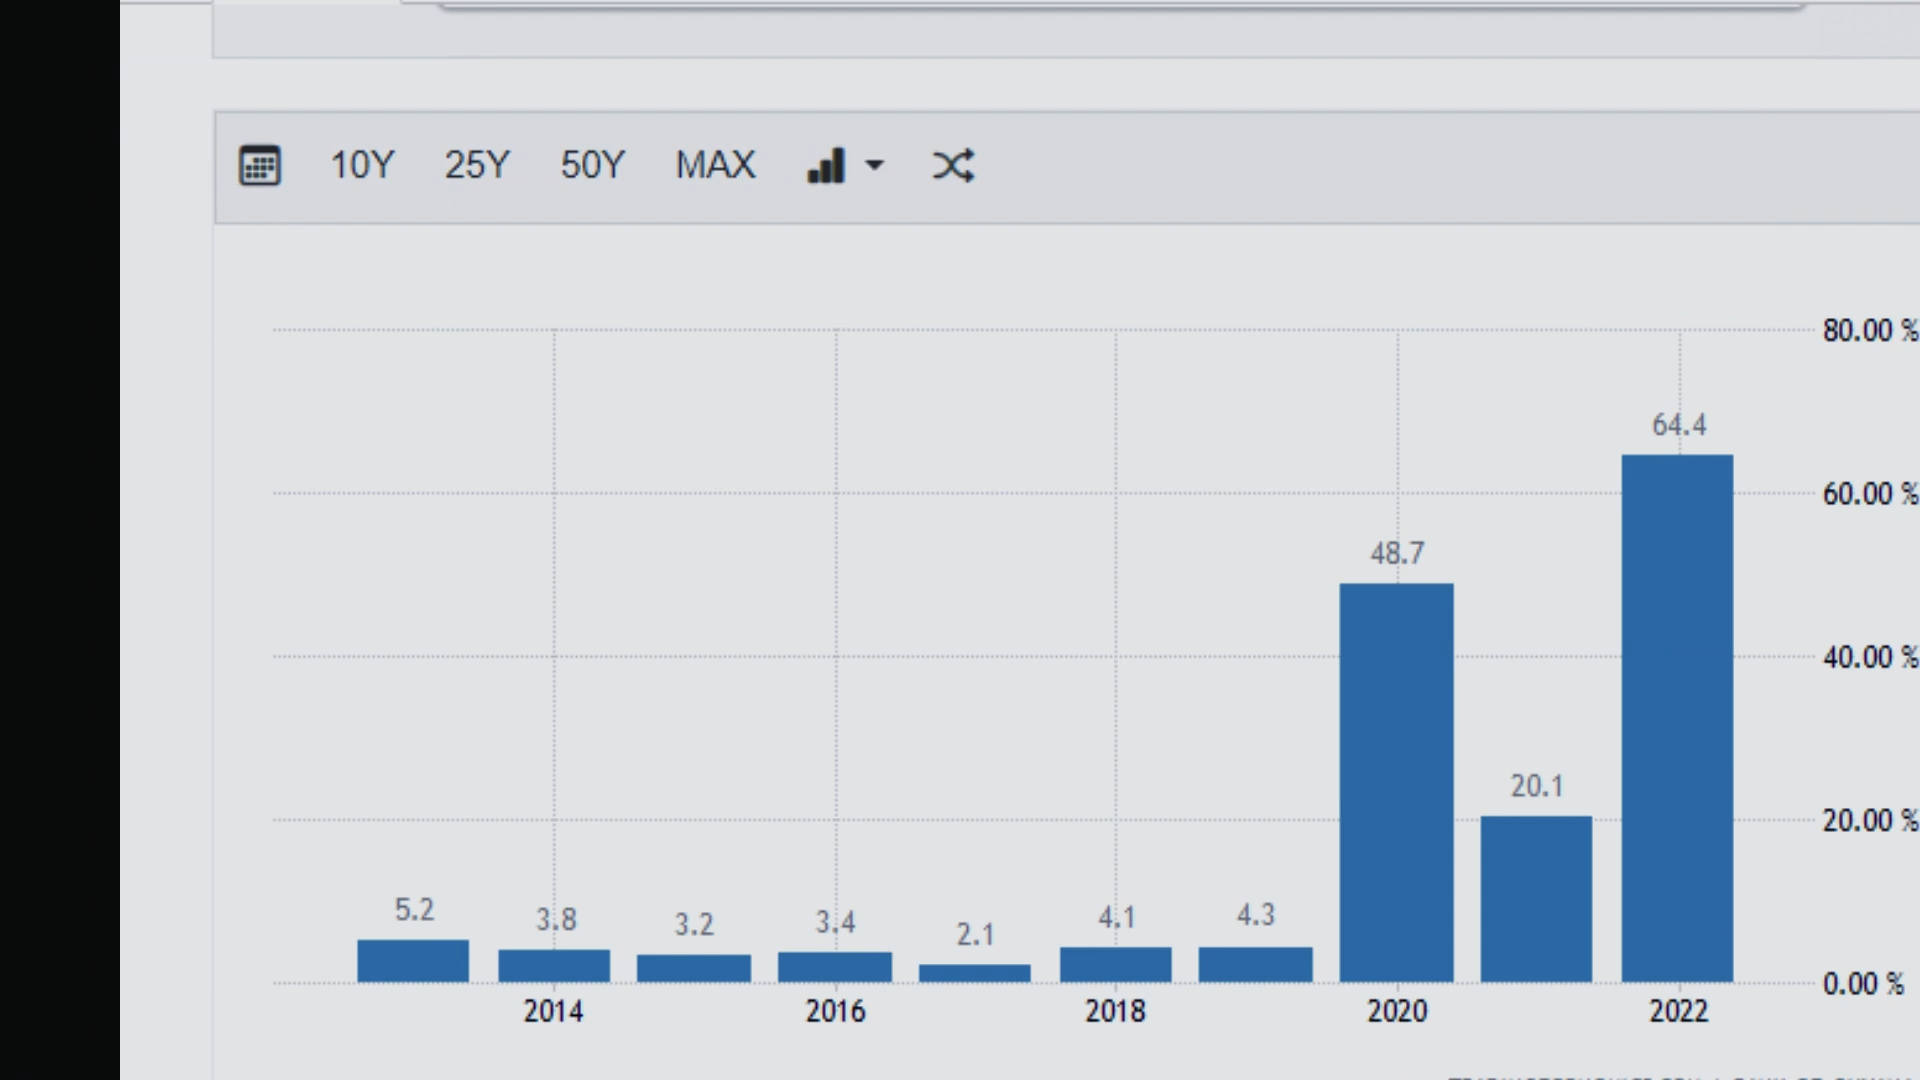 10Y 25Y 50Y MAX
80.00 %
64.4
60.00 %
48.7
40.00 %
20.1
20.00 %
5.2 3.8 3.2 3.4 2.1 4.1 4.3
0.00 %
2014 2016 2018 2020 2022